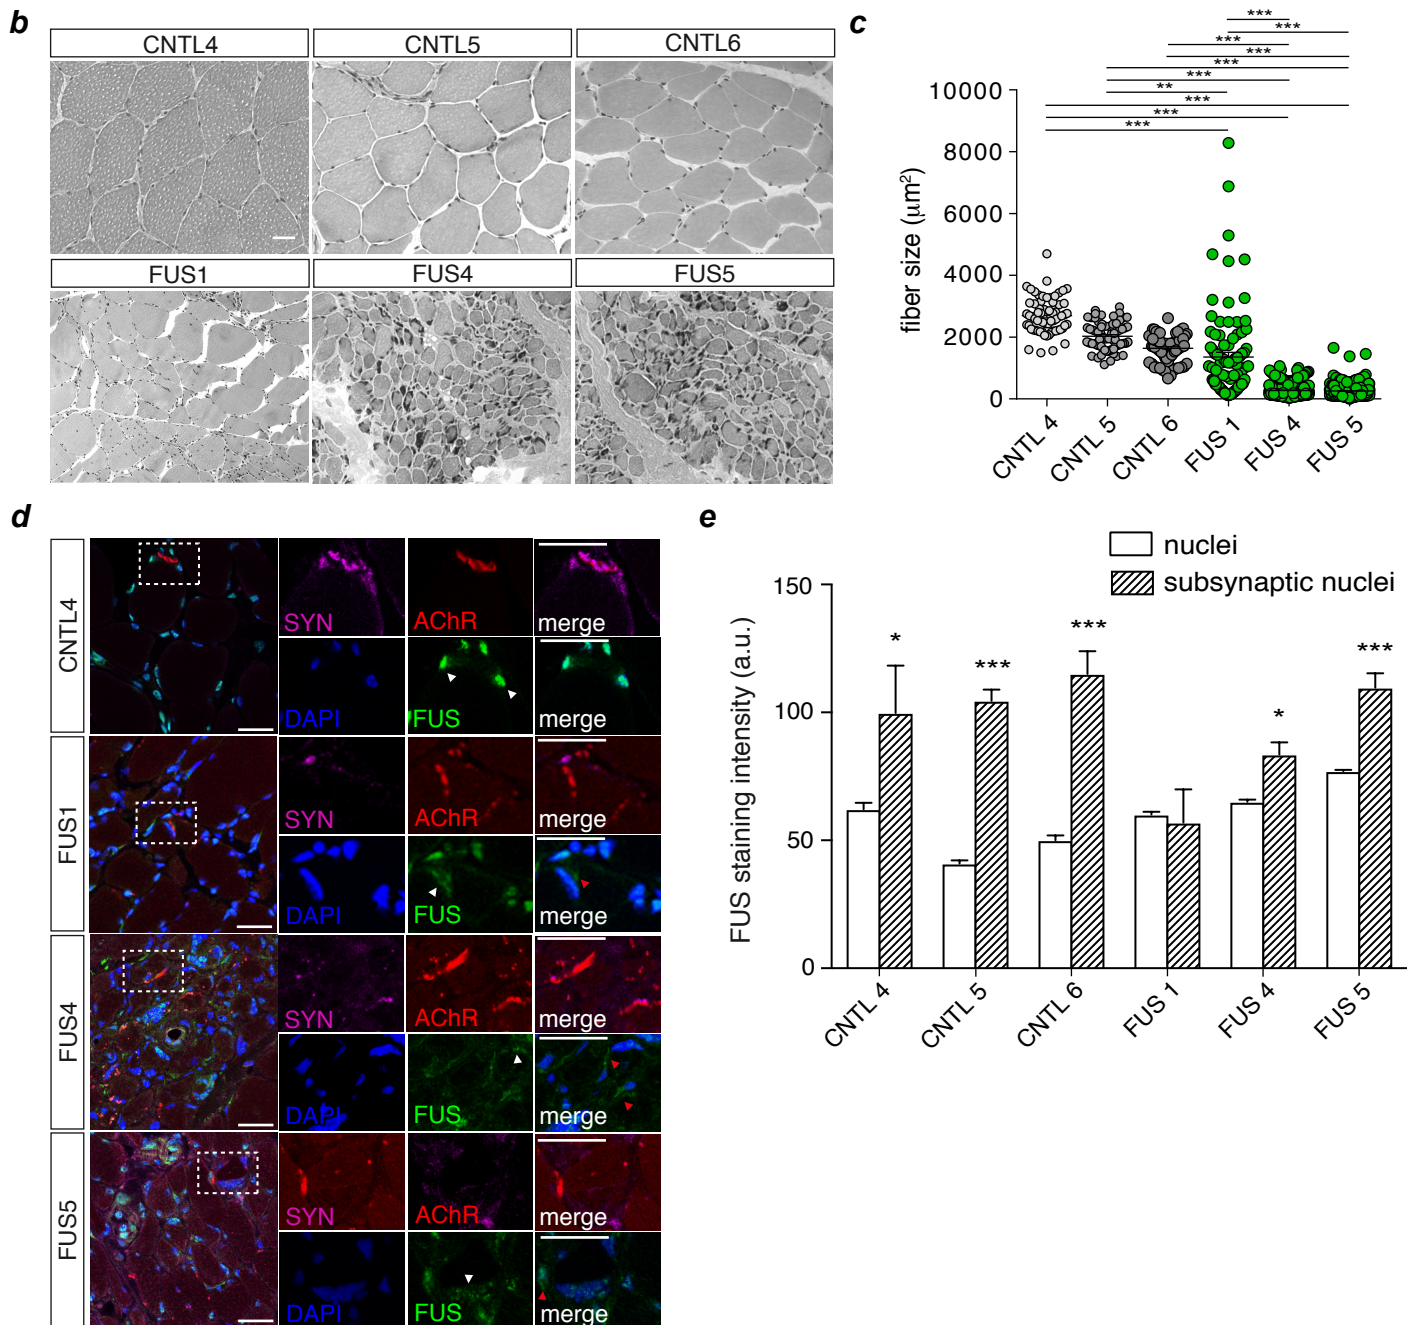 b
CNTL4 CNTL5 CNTL6
FUS1 FUS4 FUS5
c
***
***
***
***
***
***
**
***
***
***
10000
8000
6000
4000
2000
0
fiber size (μm²)
CNTL 4 CNTL 5 CNTL 6 FUS 1 FUS 4 FUS 5
d
CNTL4
SYN AChR merge
DAPI FUS merge
FUS1
SYN AChR merge
DAPI FUS merge
FUS4
SYN AChR merge
DAPI FUS merge
FUS5
SYN AChR merge
DAPI FUS merge
e
nuclei
subsynaptic nuclei
150
100
50
0
FUS staining intensity (a.u.)
* *** *** * ***
CNTL 4 CNTL 5 CNTL 6 FUS 1 FUS 4 FUS 5